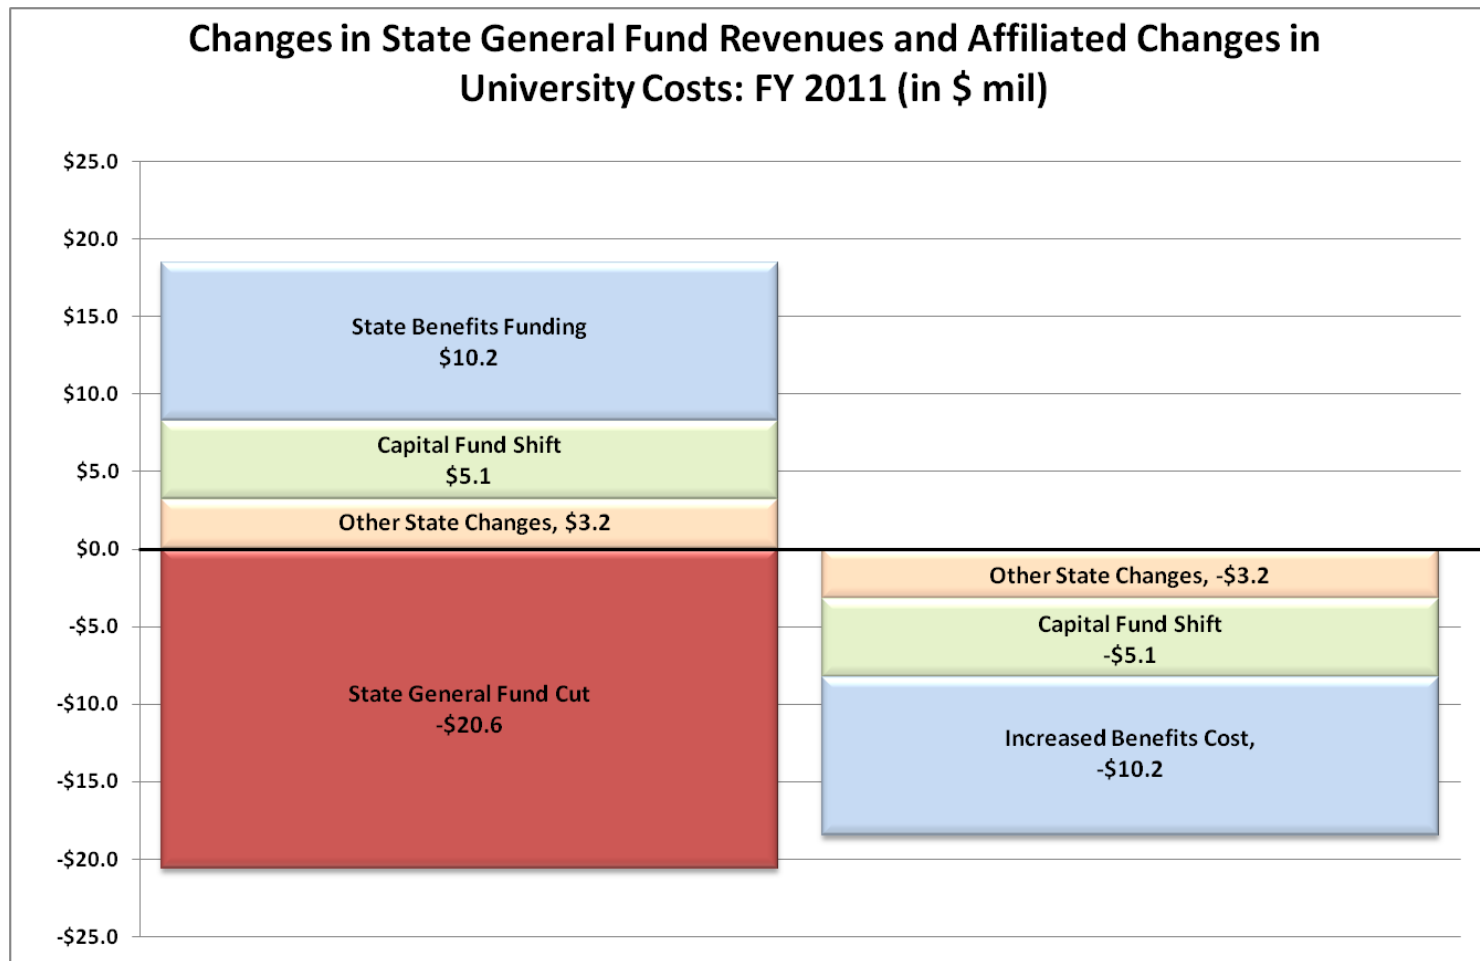 Changes in State General Fund Revenues and Affiliated Changes in
University Costs: FY 2011 (in $ mil)
$25.0
$20.0
$15.0
$10.0
$5.0
$0.0
-$5.0
-$10.0
-$15.0
-$20.0
-$25.0
State Benefits Funding
$10.2
Capital Fund Shift
$5.1
Other State Changes, $3.2
State General Fund Cut
-$20.6
Other State Changes, -$3.2
Capital Fund Shift
-$5.1
Increased Benefits Cost,
-$10.2